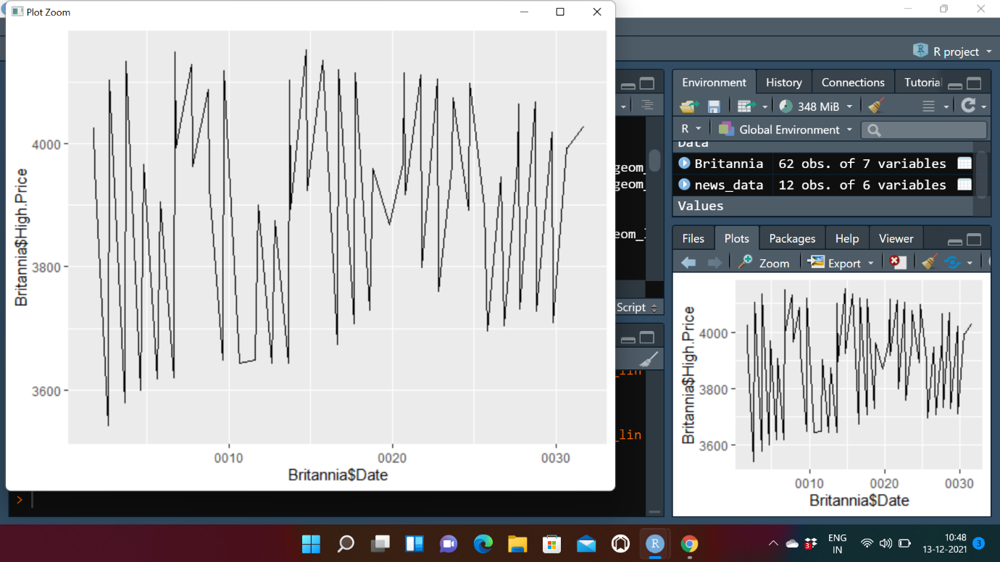 Plot Zoom
4000
3800
3600
0010
0020
0030
Britannia$High.Price
Britannia$Date
R project
Environment
History
Connections
Tutorial
348 MiB
R
Global Environment
Data
Britannia 62 obs. of 7 variables
news_data 12 obs. of 6 variables
Values
geom_
geom_
Script
_lin
_lin
>
Files
Plots
Packages
Help
Viewer
Zoom
Export
4000
3800
3600
0010
0020
0030
Britannia$High.Price
Britannia$Date
R
3
ENG
IN
10:48
13-12-2021
3